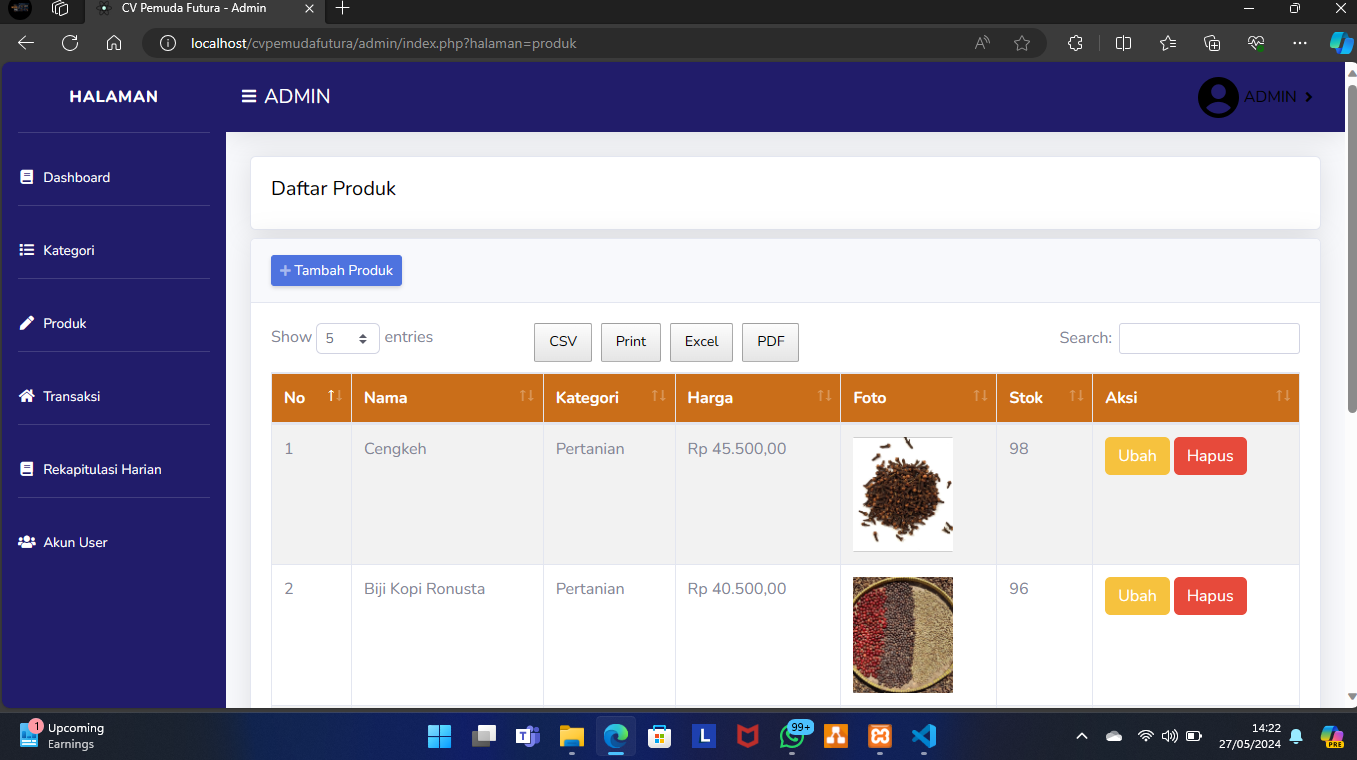 CV Pemuda Futura - Admin
localhost/cvpemudafutura/admin/index.php?halaman=produk
HALAMAN
ADMIN
ADMIN
Dashboard
Kategori
Produk
Transaksi
Rekapitulasi Harian
Akun User
Daftar Produk
Tambah Produk
Show 5 entries
CSV Print Excel PDF
Search:
No Nama Kategori Harga Foto Stok Aksi
1 Cengkeh Pertanian Rp 45.500,00 98 Ubah Hapus
2 Biji Kopi Ronusta Pertanian Rp 40.500,00 96 Ubah Hapus
1
Upcoming
Earnings
T
L
99+
14:22
27/05/2024
PRE